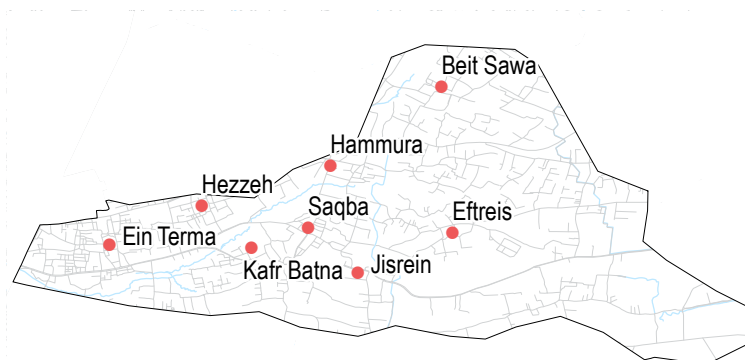 Beit Sawa
Hammura
Hezzeh
Saqba
Eftreis
Ein Terma
Kafr Batna
Jisrein